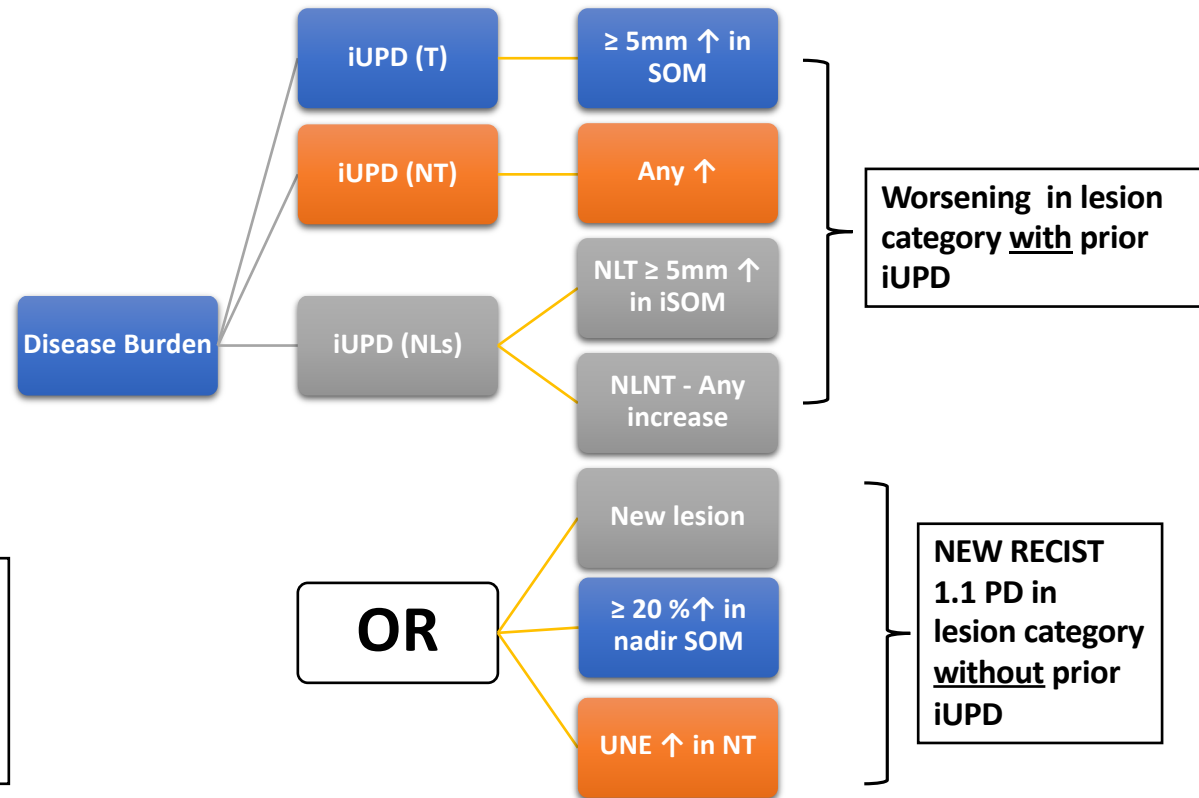 iUPD (T)
≥ 5mm ↑ in
SOM
iUPD (NT)
Any ↑
Worsening in lesion
category with prior
iUPD
Disease Burden
iUPD (NLs)
NLT ≥ 5mm ↑
in iSOM
NLNT - Any
increase
OR
New lesion
≥ 20 %↑ in
nadir SOM
UNE ↑ in NT
NEW RECIST
1.1 PD in
lesion category
without prior
iUPD